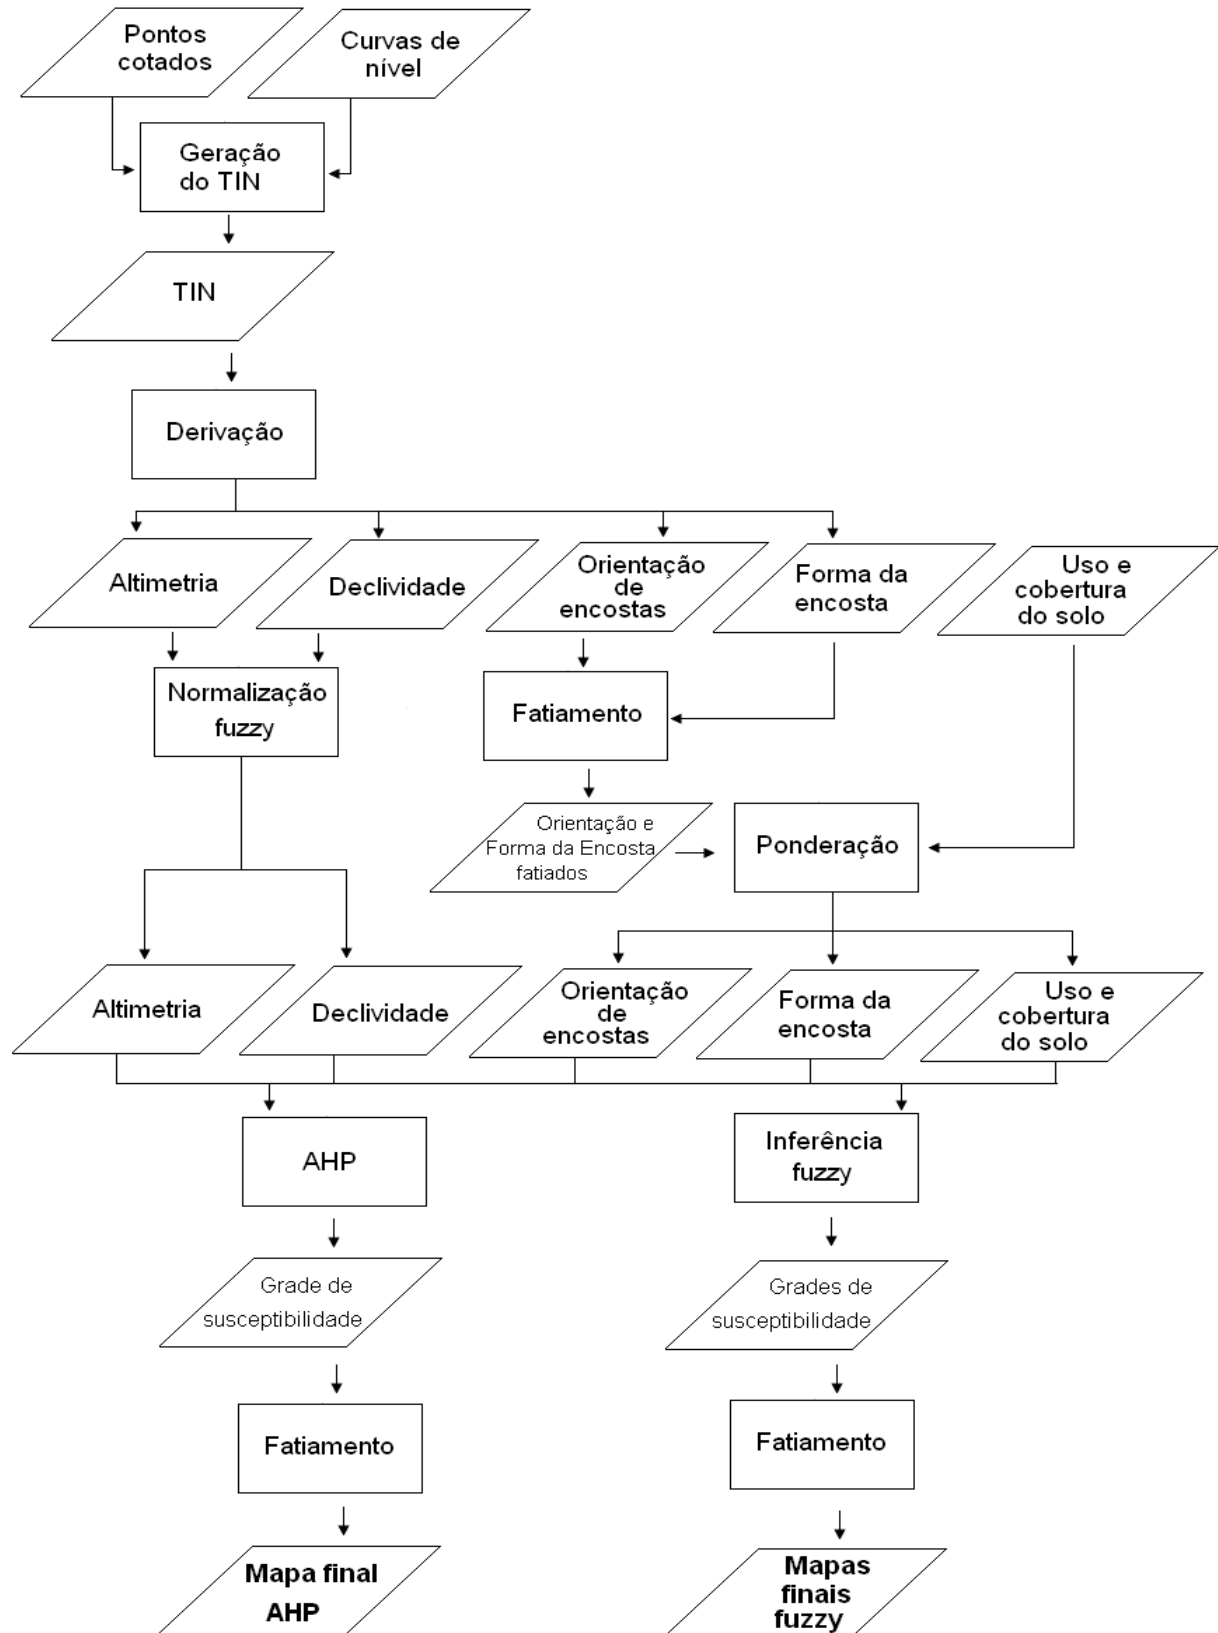 Pontos
cotados
Curvas de
nível
Geração
do TIN
TIN
Derivação
Altimetria
Declividade
Orientação
de
encostas
Forma da
encosta
Uso e
cobertura
do solo
Normalização
fuzzy
Fatiamento
Orientação e
Forma da Encosta
fatiados
Ponderação
Altimetria
Declividade
Orientação
de
encostas
Forma da
encosta
Uso e
cobertura
do solo
AHP
Inferência
fuzzy
Grade de
susceptibilidade
Grades de
susceptibilidade
Fatiamento
Fatiamento
Mapa final
AHP
Mapas
finais
fuzzy